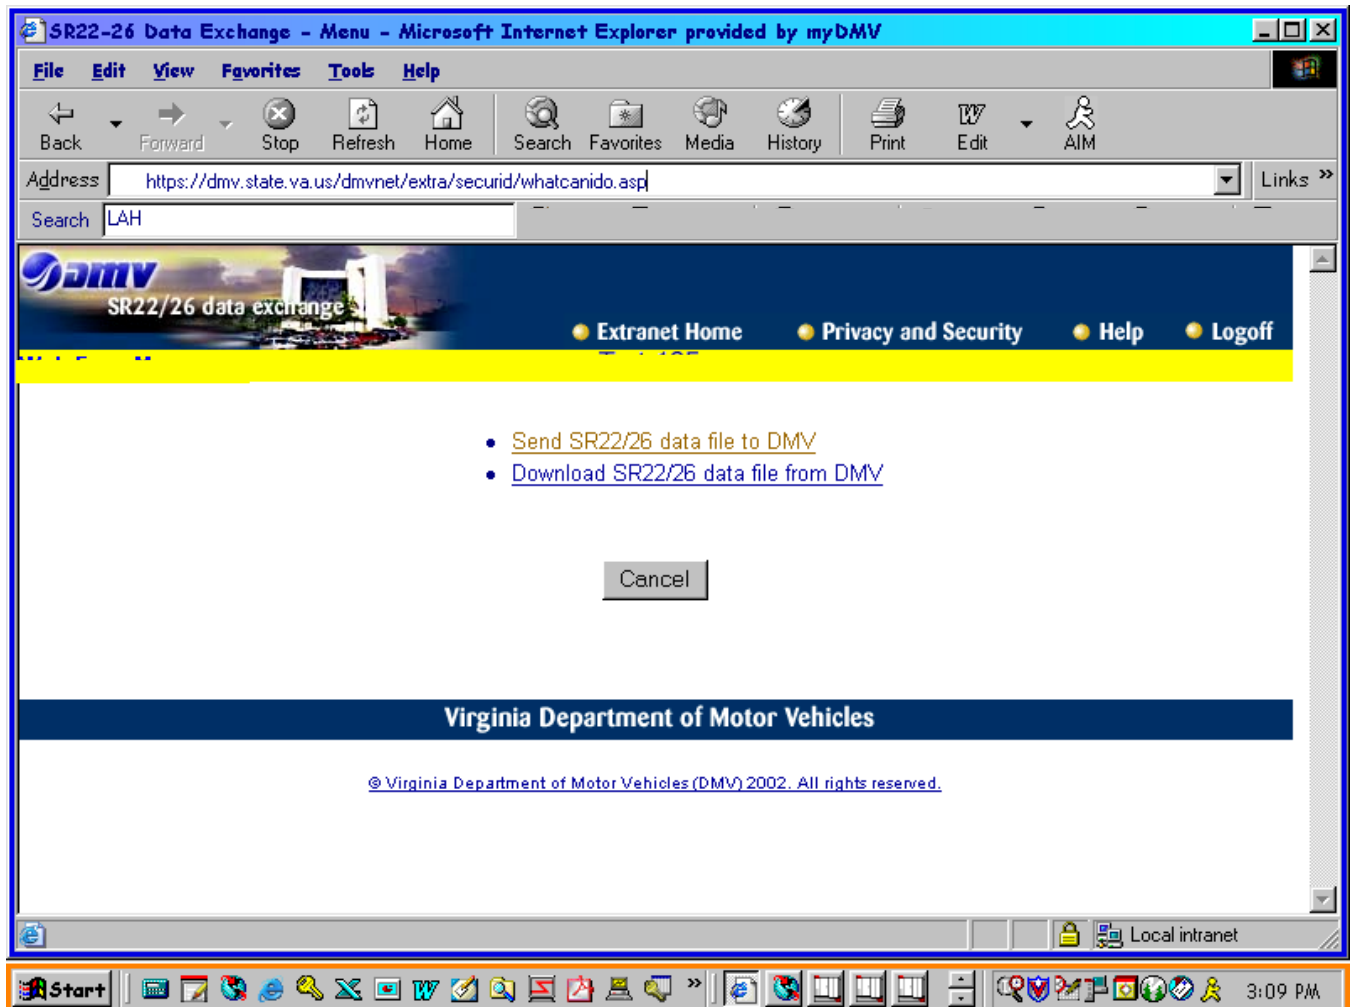 SR22-26 Data Exchange - Menu - Microsoft Internet Explorer provided by myDMV
File Edit View Favorites Tools Help
Back Forward Stop Refresh Home Search Favorites Media History Print Edit AIM
Address https://dmv.state.va.us/dmvnet/extra/securid/whatcanido.asp Links »
Search LAH
DMV
SR22/26 data exchange
Extranet Home Privacy and Security Help Logoff
• Send SR22/26 data file to DMV
• Download SR22/26 data file from DMV
Cancel
Virginia Department of Motor Vehicles
© Virginia Department of Motor Vehicles (DMV) 2002. All rights reserved.
Local intranet
Start » 3:09 PM